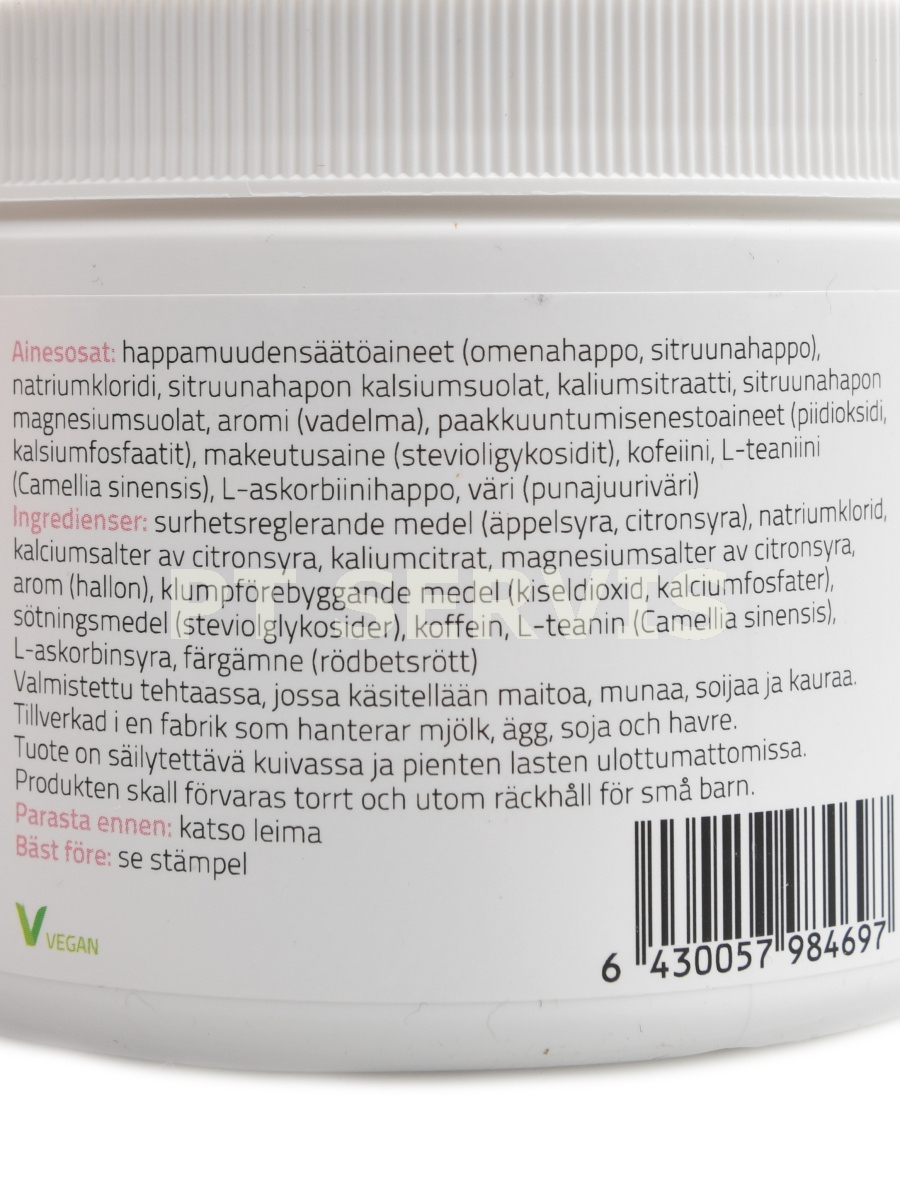 Ainesosat: happamuudensäätöaineet (omenahappo, sitruunahappo),
natriumkloridi, sitruunahapon kalsiumsuolat, kaliumsitraatti, sitruunahapon
magnesiumsuolat, aromi (vadelma), paakkuuntumisenestoaineet (piidioksidi,
kalsiumfosfaatit), makeutusaine (stevioligykosidit), kofeiini, L-teaniini
(Camellia sinensis), L-askorbiinihappo, väri (punajuuriväri)
Ingredienser: surhetsreglerande medel (äppelsyra, citronsyra), natriumklorid,
kalciumsalter av citronsyra, kaliumcitrat, magnesiumsalter av citronsyra,
arom (hallon), klumpförebyggande medel (kiseldioxid, kalciumfosfater),
PT SERVIS
sötningsmedel (steviolglykosider), koffein, L-teanin (Camellia sinensis),
L-askorbinsyra, färgämne (rödbetsrött)
Valmistettu tehtaassa, jossa käsitellään maitoa, munaa, soijaa ja kauraa.
Tillverkad i en fabrik som hanterar mjölk, ägg, soja och havre.
Tuote on säilytettävä kuivassa ja pienten lasten ulottumattomissa.
Produkten skall förvaras torrt och utom räckhåll för små barn.
Parasta ennen: katso leima
Bäst före: se stämpel
V VEGAN
6 430057 984697